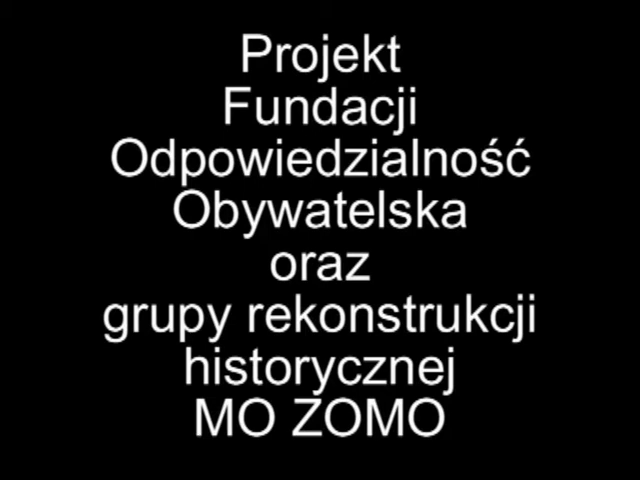 Projekt
Fundacji
Odpowiedzialność
Obywatelska
oraz
grupy rekonstrukcji
historycznej
MO ZOMO